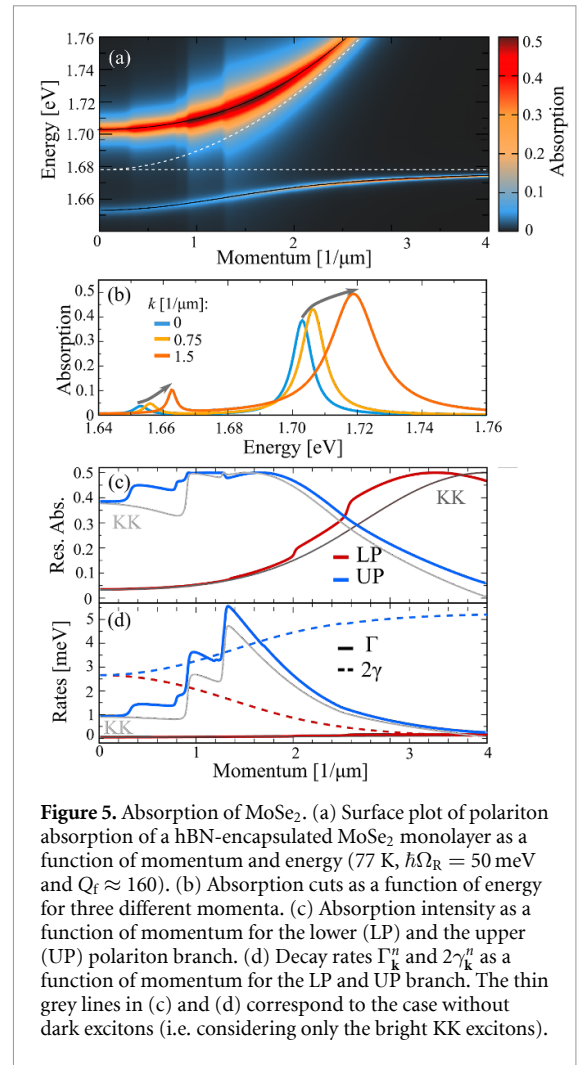 1.76
1.74
1.72
1.70
1.68
1.66
Energy [eV]
(a)
0 1 2 3 4
Momentum [1/μm]
0.5
0.4
0.3
0.2
0.1
0
Absorption
(b)
k [1/μm]:
0
0.75
1.5
0.5
0.4
0.3
0.2
0.1
0
Absorption
1.64 1.66 1.68 1.70 1.72 1.74 1.76
Energy [eV]
(c)
0.5
0.4
0.3
0.2
0.1
0
Res. Abs.
KK
KK
LP
UP
(d)
5
4
3
2
1
0
Rates [meV]
Γ
2γ
KK
0 1 2 3 4
Momentum [1/μm]
Figure 5. Absorption of MoSe₂. (a) Surface plot of polariton
absorption of a hBN-encapsulated MoSe₂ monolayer as a
function of momentum and energy (77 K, ℏΩ_R = 50 meV
and Q_f ≈ 160). (b) Absorption cuts as a function of energy
for three different momenta. (c) Absorption intensity as a
function of momentum for the lower (LP) and the upper
(UP) polariton branch. (d) Decay rates Γ_k^n and 2γ_k^n as a
function of momentum for the LP and UP branch. The thin
grey lines in (c) and (d) correspond to the case without
dark excitons (i.e. considering only the bright KK excitons).